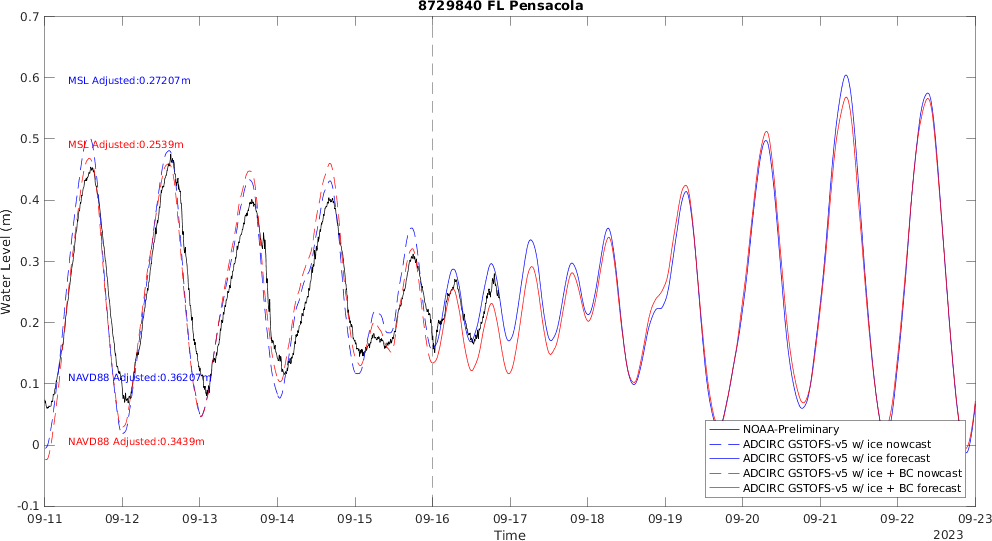 8729840 FL Pensacola
0.7
0.6
0.5
0.4
0.3
0.2
0.1
0
-0.1
Water Level (m)
MSL Adjusted:0.27207m
MSL Adjusted:0.2539m
NAVD88 Adjusted:0.36207m
NAVD88 Adjusted:0.3439m
NOAA-Preliminary
ADCIRC GSTOFS-v5 w/ ice nowcast
ADCIRC GSTOFS-v5 w/ ice forecast
ADCIRC GSTOFS-v5 w/ ice + BC nowcast
ADCIRC GSTOFS-v5 w/ ice + BC forecast
09-11 09-12 09-13 09-14 09-15 09-16 09-17 09-18 09-19 09-20 09-21 09-22 09-23
Time
2023